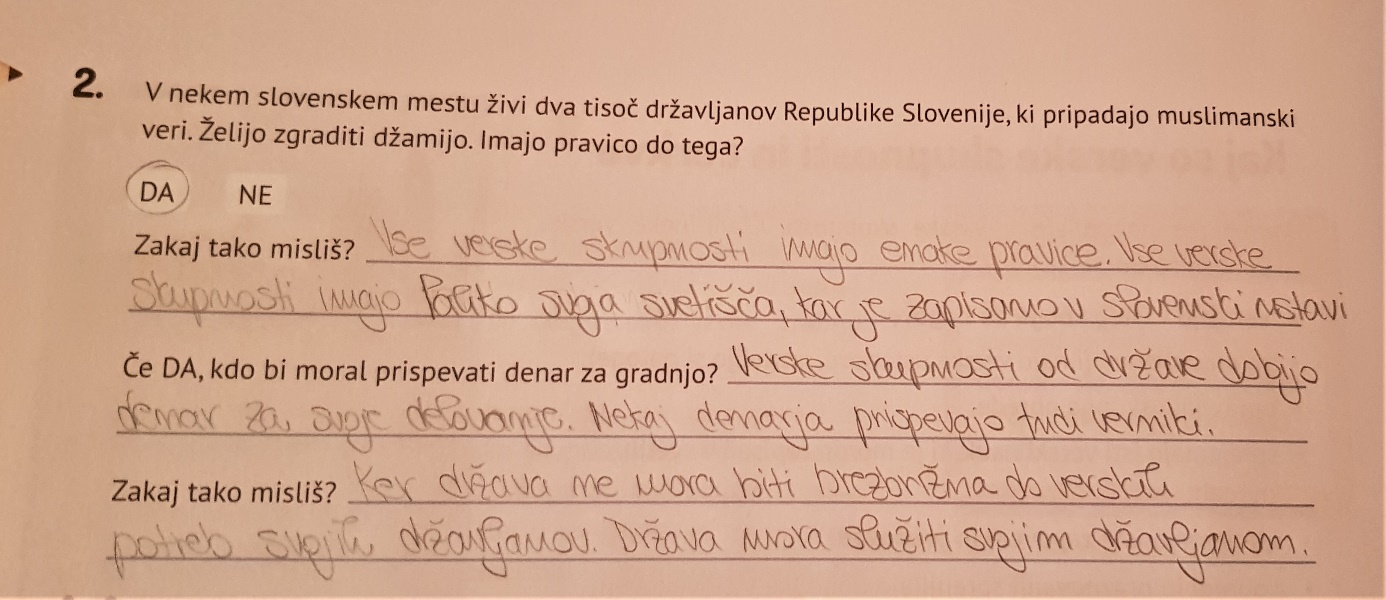 2. V nekem slovenskem mestu živi dva tisoč državljanov Republike Slovenije, ki pripadajo muslimanski
veri. Želijo zgraditi džamijo. Imajo pravico do tega?
DA NE
Zakaj tako misliš? Vse verske skupnosti imajo enake pravice. Vse verske
skupnosti imajo lahko svoja svetišča, kar je zapisano v slovenski ustavi
Če DA, kdo bi moral prispevati denar za gradnjo? Verske skupnosti od države dobijo
denar za svoje delovanje. Nekaj denarja prispevajo tudi verniki.
Zakaj tako misliš? Ker država ne mora biti brezbrižna do verskih
potreb svojih državljanov. Država mora služiti svojim državljanom.